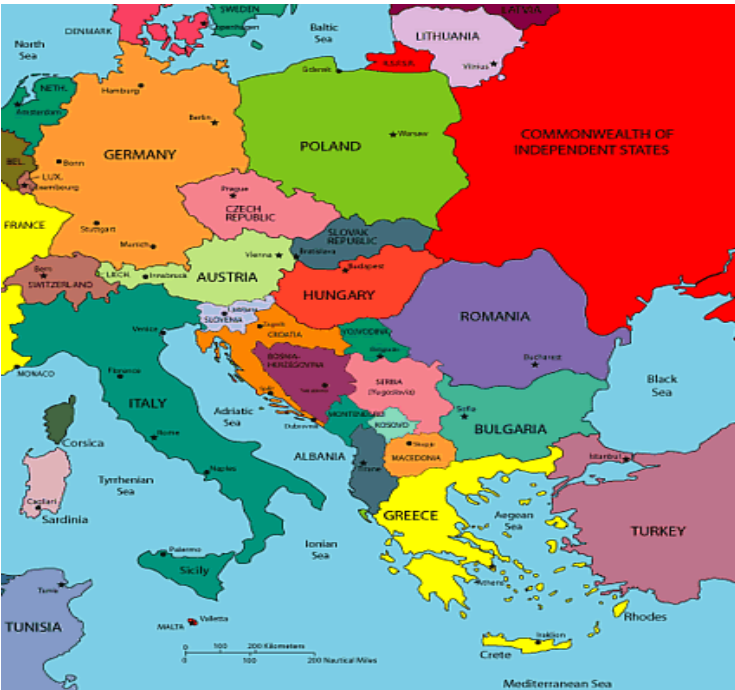 SWEDEN
LATVIA
DENMARK
Copenhagen
Baltic
Sea
LITHUANIA
North
Sea
Vilnius
RUSSIA
Gdansk
NETH.
Hamburg
Amsterdam
Berlin
Warsaw
COMMONWEALTH OF
INDEPENDENT STATES
POLAND
GERMANY
BEL.
Bonn
LUX.
Luxembourg
Prague
CZECH
REPUBLIC
FRANCE
Stuttgart
SLOVAK
REPUBLIC
Munich
Vienna
Bratislava
Bern
LIECH.
Innsbruck
AUSTRIA
Budapest
SWITZERLAND
HUNGARY
Ljubljana
SLOVENIA
Zagreb
CROATIA
ROMANIA
Venice
VOJVODINA
Belgrade
BOSNIA-
HERZEGOVINA
Bucharest
MONACO
Florence
Black
Sea
SERBA
(Yugoslavia)
Sarajevo
Split
ITALY
Adriatic
Sea
MONTENEGRO
Sofia
Dubrovnik
KOSOVO
BULGARIA
Rome
Corsica
Skopje
ALBANIA
MACEDONIA
Istanbul
Tirane
Naples
Tyrrhenian
Sea
Cagliari
Sardinia
GREECE
Aegean
Sea
TURKEY
Ionian
Sea
Palermo
Sicily
Athens
Tunis
Rhodes
MALTA
Valletta
TUNISIA
Iraklion
Crete
0 100 200 Kilometers
0 100 200 Nautical Miles
Mediterranean Sea